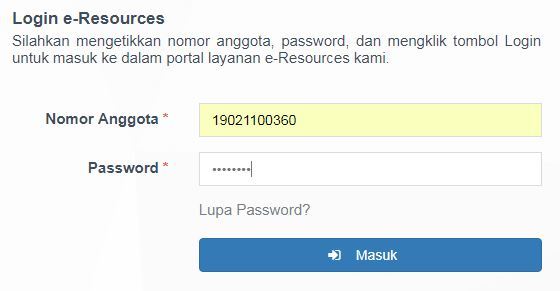 Login e-Resources
Silahkan mengetikkan nomor anggota, password, dan mengklik tombol Login
untuk masuk ke dalam portal layanan e-Resources kami.
Nomor Anggota * 19021100360
Password * ••••••••
Lupa Password?
Masuk